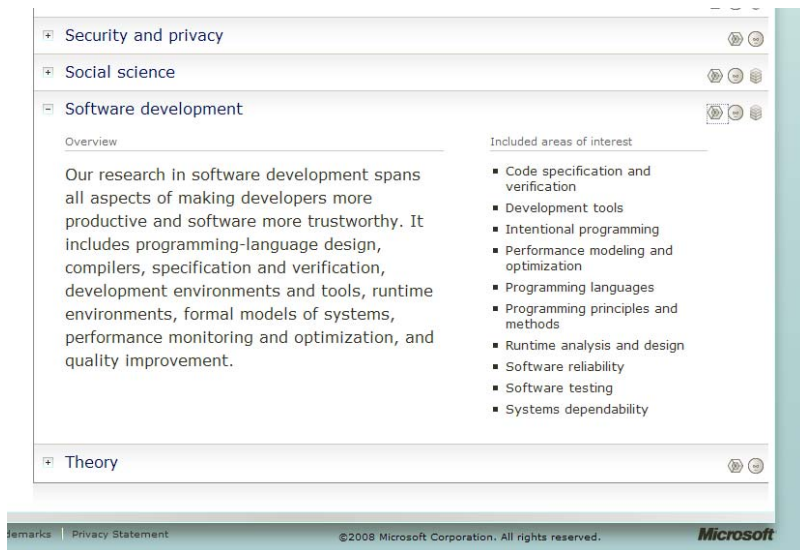 Security and privacy
Social science
Software development
Overview
Our research in software development spans
all aspects of making developers more
productive and software more trustworthy. It
includes programming-language design,
compilers, specification and verification,
development environments and tools, runtime
environments, formal models of systems,
performance monitoring and optimization, and
quality improvement.
Included areas of interest
Code specification and
verification
Development tools
Intentional programming
Performance modeling and
optimization
Programming languages
Programming principles and
methods
Runtime analysis and design
Software reliability
Software testing
Systems dependability
Theory
demarks | Privacy Statement
©2008 Microsoft Corporation. All rights reserved.
Microsoft